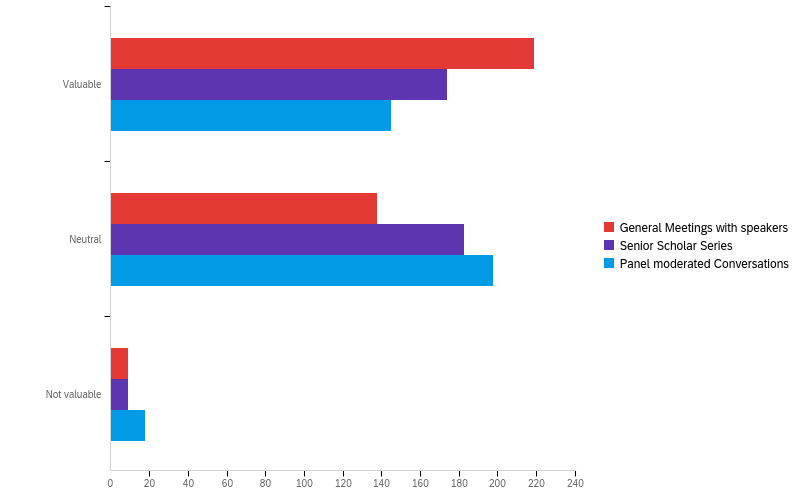 Valuable
Neutral
Not valuable
0 20 40 60 80 100 120 140 160 180 200 220 240
General Meetings with speakers
Senior Scholar Series
Panel moderated Conversations